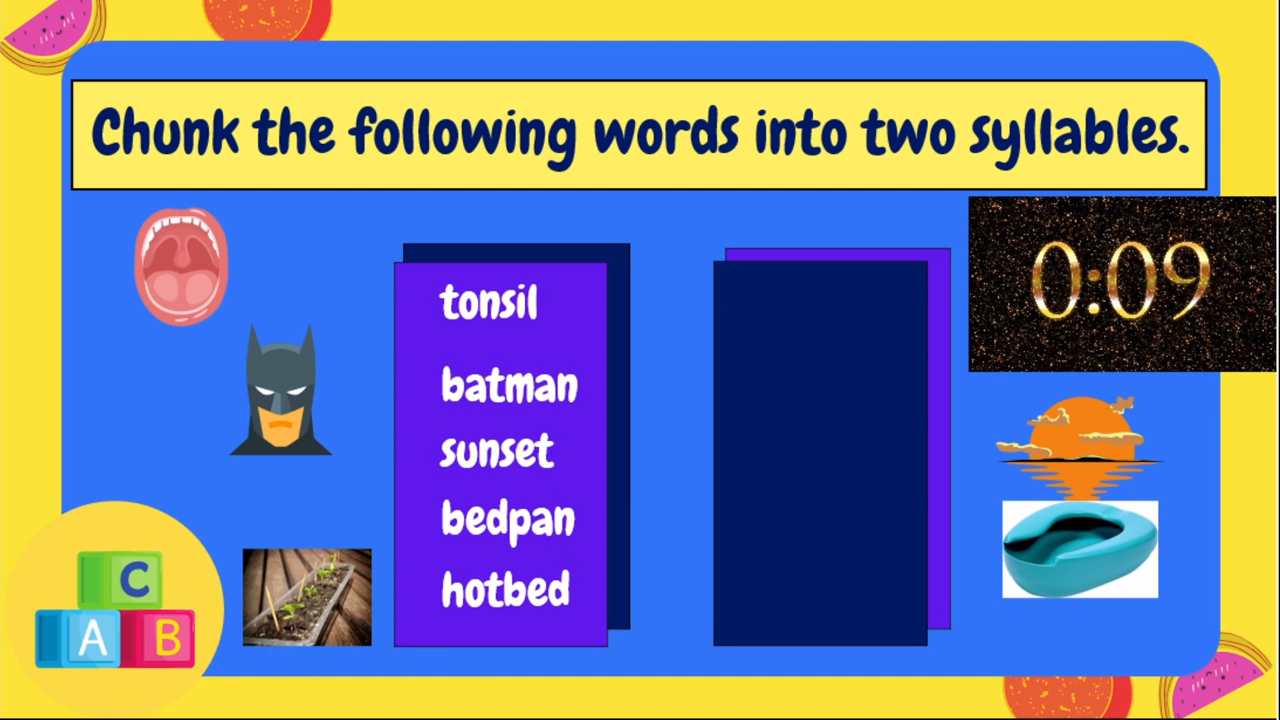 Chunk the following words into two syllables.
0:09
tonsil
batman
sunset
bedpan
hotbed
C
A B